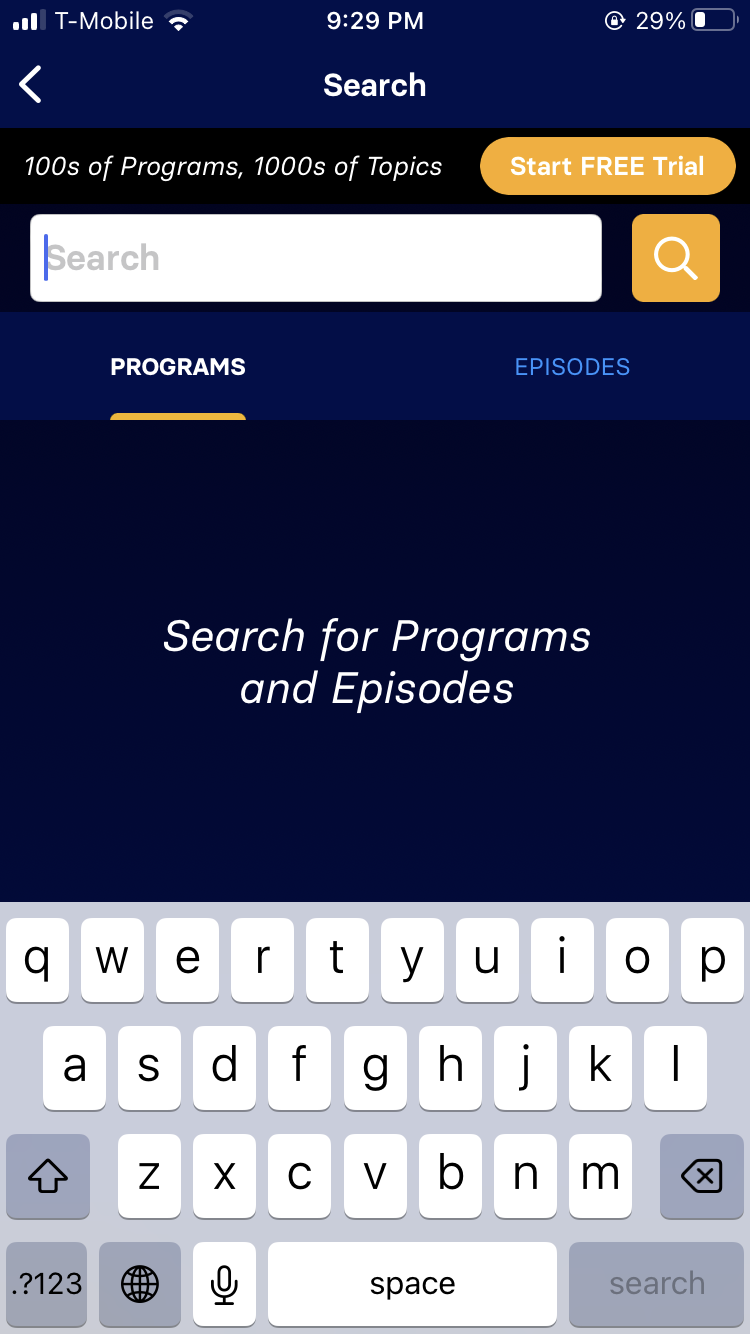 T-Mobile 9:29 PM 29%
Search
100s of Programs, 1000s of Topics Start FREE Trial
Search
PROGRAMS EPISODES
Search for Programs
and Episodes
q w e r t y u i o p
a s d f g h j k l
z x c v b n m
.?123 space search